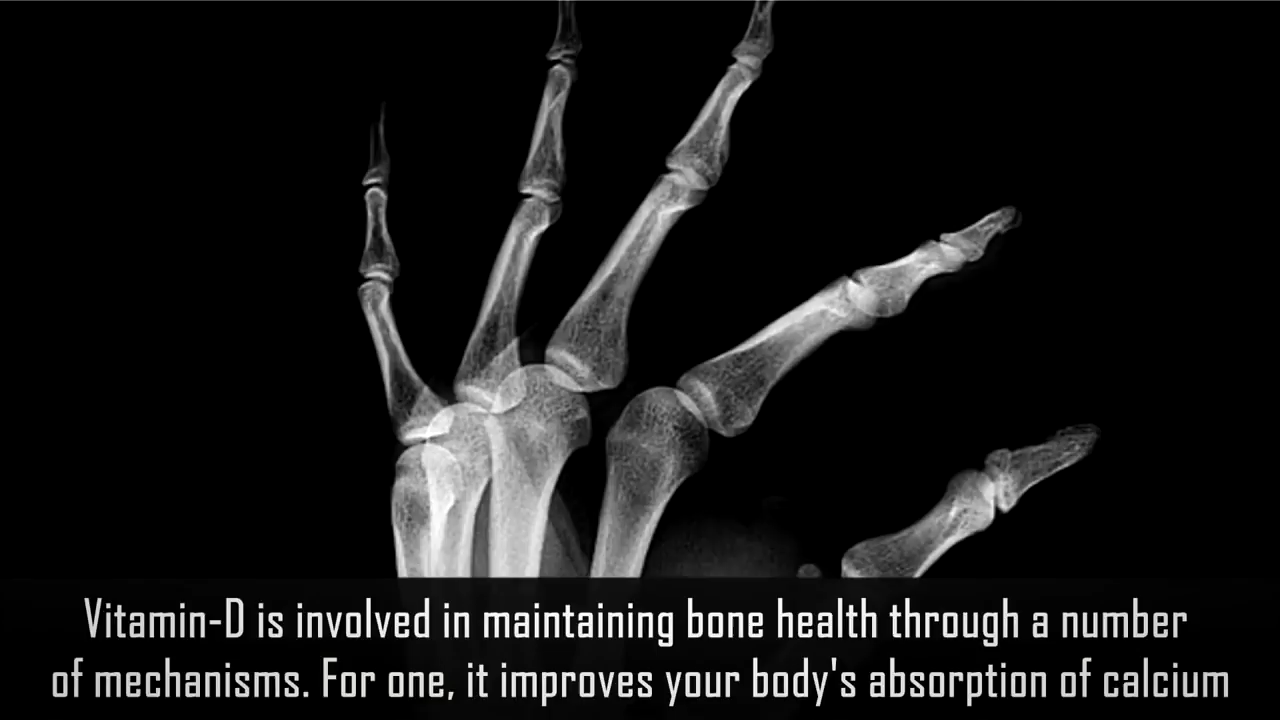 Vitamin-D is involved in maintaining bone health through a number
of mechanisms. For one, it improves your body's absorption of calcium